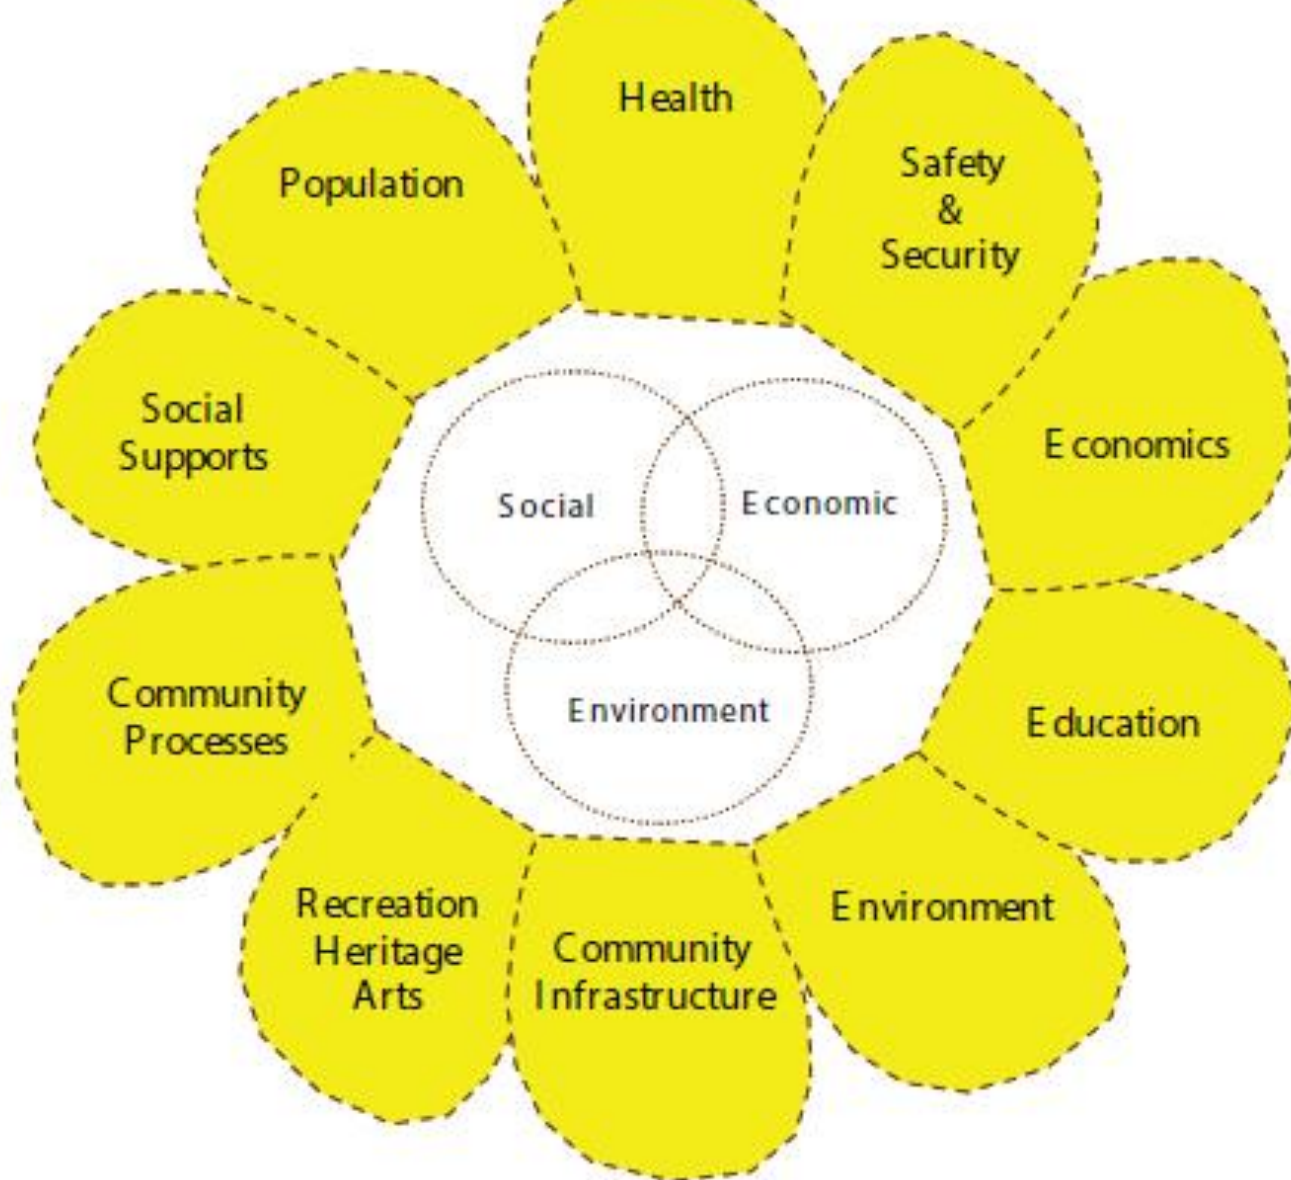 Health
Safety
&
Security
Population
Social
Supports
Economics
Social
Economic
Environment
Community
Processes
Education
Recreation
Heritage
Arts
Community
Infrastructure
Environment